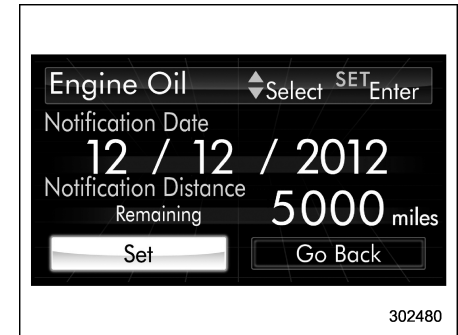 Engine Oil Select SET Enter
Notification Date
12 / 12 / 2012
Notification Distance
Remaining 5000 miles
Set Go Back
302480